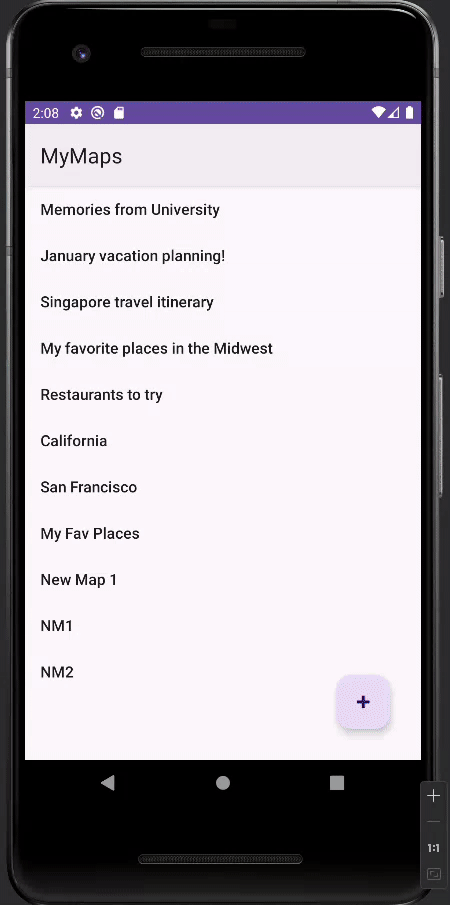 2:08
MyMaps
Memories from University
January vacation planning!
Singapore travel itinerary
My favorite places in the Midwest
Restaurants to try
California
San Francisco
My Fav Places
New Map 1
NM1
NM2
+
+
1:1